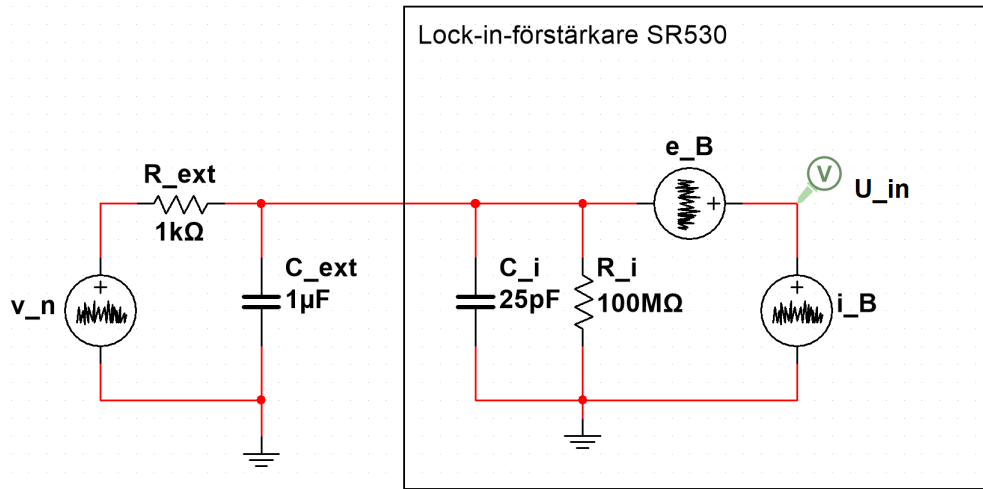 Lock-in-förstärkare SR530
e_B
V
U_in
R_ext
1kΩ
C_ext
1µF
C_i
25pF
R_i
100MΩ
v_n
i_B